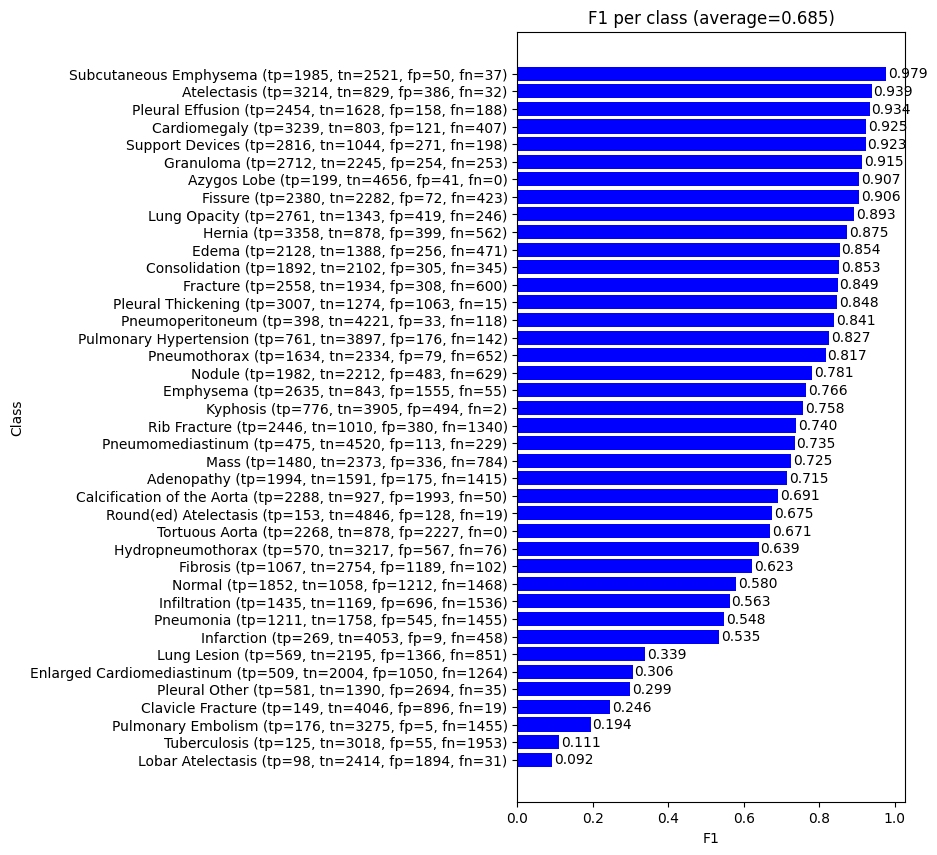 F1 per class (average=0.685)
Class
Subcutaneous Emphysema (tp=1985, tn=2521, fp=50, fn=37) 0.979
Atelectasis (tp=3214, tn=829, fp=386, fn=32) 0.939
Pleural Effusion (tp=2454, tn=1628, fp=158, fn=188) 0.934
Cardiomegaly (tp=3239, tn=803, fp=121, fn=407) 0.925
Support Devices (tp=2816, tn=1044, fp=271, fn=198) 0.923
Granuloma (tp=2712, tn=2245, fp=254, fn=253) 0.915
Azygos Lobe (tp=199, tn=4656, fp=41, fn=0) 0.907
Fissure (tp=2380, tn=2282, fp=72, fn=423) 0.906
Lung Opacity (tp=2761, tn=1343, fp=419, fn=246) 0.893
Hernia (tp=3358, tn=878, fp=399, fn=562) 0.875
Edema (tp=2128, tn=1388, fp=256, fn=471) 0.854
Consolidation (tp=1892, tn=2102, fp=305, fn=345) 0.853
Fracture (tp=2558, tn=1934, fp=308, fn=600) 0.849
Pleural Thickening (tp=3007, tn=1274, fp=1063, fn=15) 0.848
Pneumoperitoneum (tp=398, tn=4221, fp=33, fn=118) 0.841
Pulmonary Hypertension (tp=761, tn=3897, fp=176, fn=142) 0.827
Pneumothorax (tp=1634, tn=2334, fp=79, fn=652) 0.817
Nodule (tp=1982, tn=2212, fp=483, fn=629) 0.781
Emphysema (tp=2635, tn=843, fp=1555, fn=55) 0.766
Kyphosis (tp=776, tn=3905, fp=494, fn=2) 0.758
Rib Fracture (tp=2446, tn=1010, fp=380, fn=1340) 0.740
Pneumomediastinum (tp=475, tn=4520, fp=113, fn=229) 0.735
Mass (tp=1480, tn=2373, fp=336, fn=784) 0.725
Adenopathy (tp=1994, tn=1591, fp=175, fn=1415) 0.715
Calcification of the Aorta (tp=2288, tn=927, fp=1993, fn=50) 0.691
Round(ed) Atelectasis (tp=153, tn=4846, fp=128, fn=19) 0.675
Tortuous Aorta (tp=2268, tn=878, fp=2227, fn=0) 0.671
Hydropneumothorax (tp=570, tn=3217, fp=567, fn=76) 0.639
Fibrosis (tp=1067, tn=2754, fp=1189, fn=102) 0.623
Normal (tp=1852, tn=1058, fp=1212, fn=1468) 0.580
Infiltration (tp=1435, tn=1169, fp=696, fn=1536) 0.563
Pneumonia (tp=1211, tn=1758, fp=545, fn=1455) 0.548
Infarction (tp=269, tn=4053, fp=9, fn=458) 0.535
Lung Lesion (tp=569, tn=2195, fp=1366, fn=851) 0.339
Enlarged Cardiomediastinum (tp=509, tn=2004, fp=1050, fn=1264) 0.306
Pleural Other (tp=581, tn=1390, fp=2694, fn=35) 0.299
Clavicle Fracture (tp=149, tn=4046, fp=896, fn=19) 0.246
Pulmonary Embolism (tp=176, tn=3275, fp=5, fn=1455) 0.194
Tuberculosis (tp=125, tn=3018, fp=55, fn=1953) 0.111
Lobar Atelectasis (tp=98, tn=2414, fp=1894, fn=31) 0.092
0.0 0.2 0.4 0.6 0.8 1.0
F1